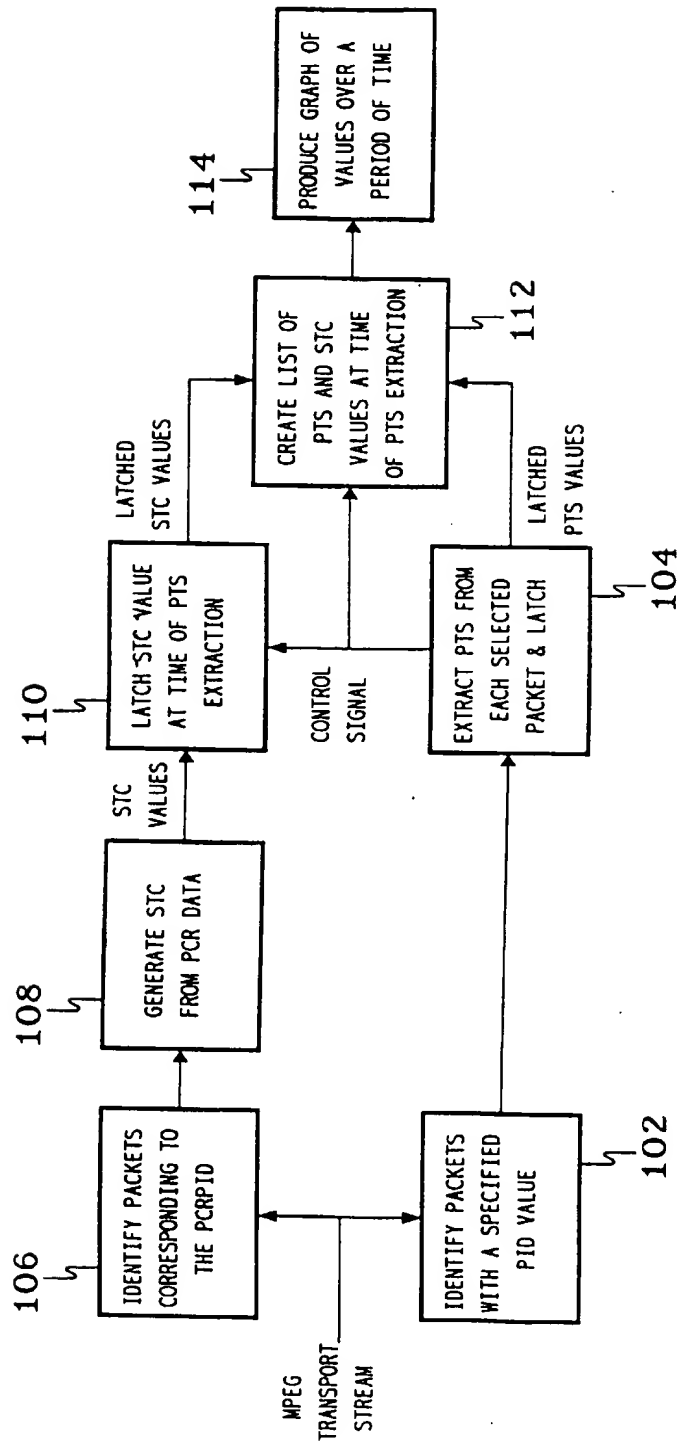 MPEG
TRANSPORT
STREAM
106
IDENTIFY PACKETS
CORRESPONDING TO
THE PCRPID
108
GENERATE STC
FROM PCR DATA
STC
VALUES
110
LATCH STC VALUE
AT TIME OF PTS
EXTRACTION
LATCHED
STC VALUES
CONTROL
SIGNAL
IDENTIFY PACKETS
WITH A SPECIFIED
PID VALUE
102
EXTRACT PTS FROM
EACH SELECTED
PACKET & LATCH
104
LATCHED
PTS VALUES
CREATE LIST OF
PTS AND STC
VALUES AT TIME
OF PTS EXTRACTION
112
114
PRODUCE GRAPH OF
VALUES OVER A
PERIOD OF TIME